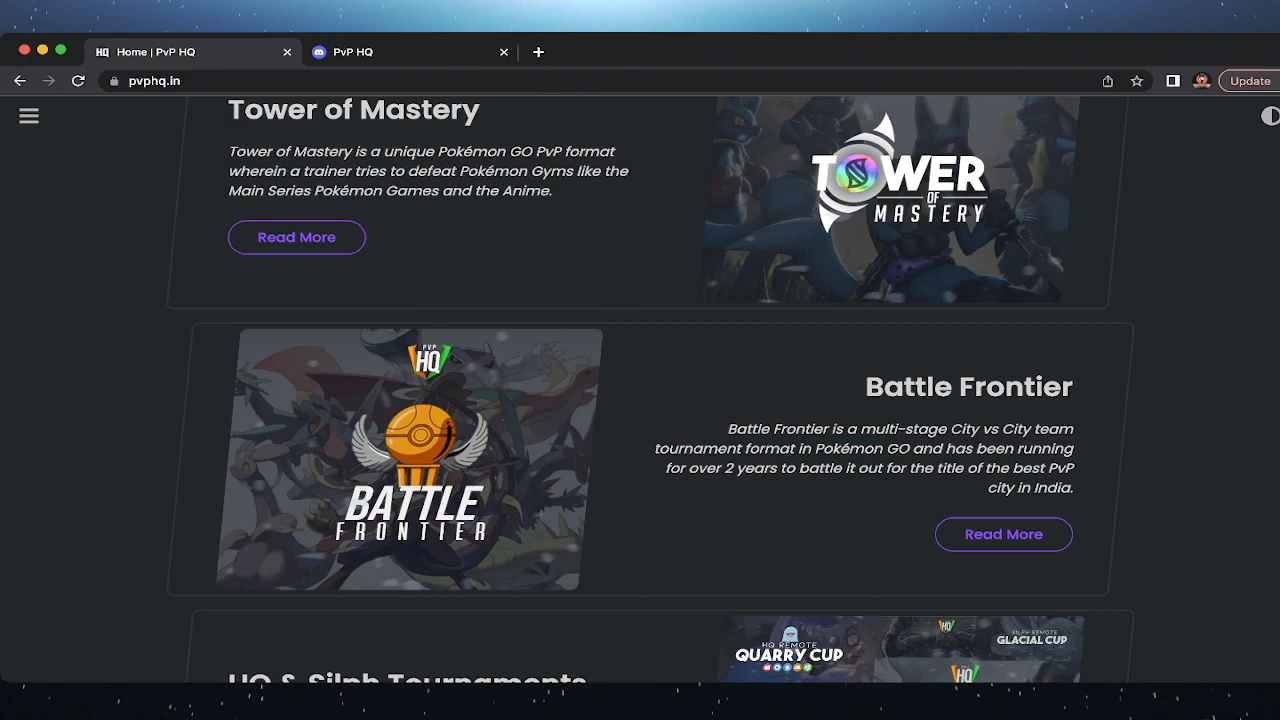 HQ Home | PvP HQ
PvP HQ
pvphq.in
Update
Tower of Mastery
Tower of Mastery is a unique Pokémon GO PvP format
wherein a trainer tries to defeat Pokémon Gyms like the
Main Series Pokémon Games and the Anime.
Read More
TOWER
OF
MASTERY
PVP
HQ
BATTLE
FRONTIER
Battle Frontier
Battle Frontier is a multi-stage City vs City team
tournament format in Pokémon GO and has been running
for over 2 years to battle it out for the title of the best PvP
city in India.
Read More
HQ & Silph Tournaments
HQ REMOTE
QUARRY CUP
HQ
SILPH REMOTE
GLACIAL CUP
HQ